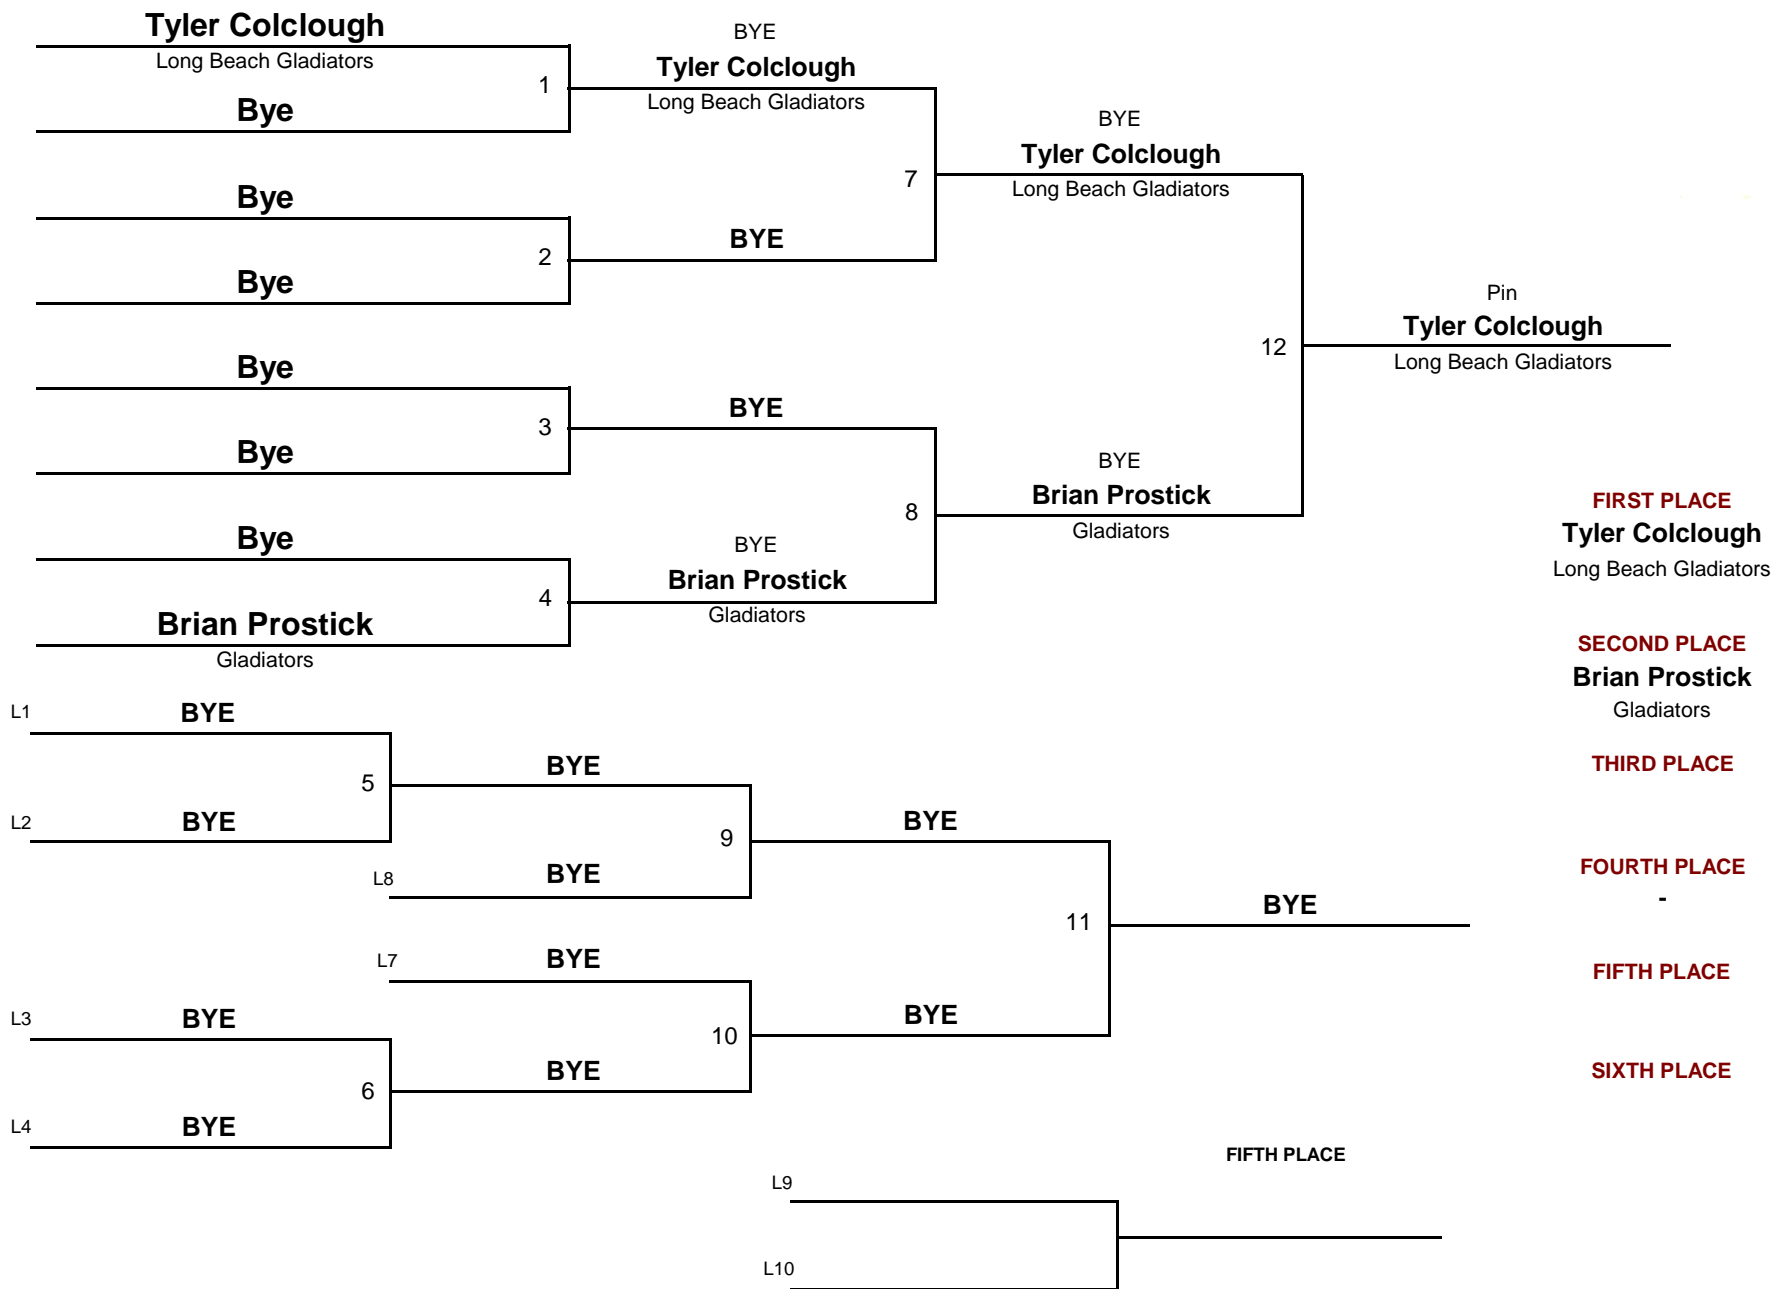 Tyler Colclough
Long Beach Gladiators
1
Bye
Bye
2
Bye
Bye
3
Bye
Bye
4
Brian Prostick
Gladiators
BYE
Tyler Colclough
Long Beach Gladiators
7
BYE
BYE
8
BYE
Brian Prostick
Gladiators
BYE
Tyler Colclough
Long Beach Gladiators
12
BYE
Brian Prostick
Gladiators
Pin
Tyler Colclough
Long Beach Gladiators
FIRST PLACE
Tyler Colclough
Long Beach Gladiators
SECOND PLACE
Brian Prostick
Gladiators
THIRD PLACE
FOURTH PLACE
-
FIFTH PLACE
SIXTH PLACE
L1 BYE
5
L2 BYE
BYE
9
L8 BYE
L7 BYE
10
BYE
L3 BYE
6
L4 BYE
BYE
11
BYE
BYE
FIFTH PLACE
L9
L10